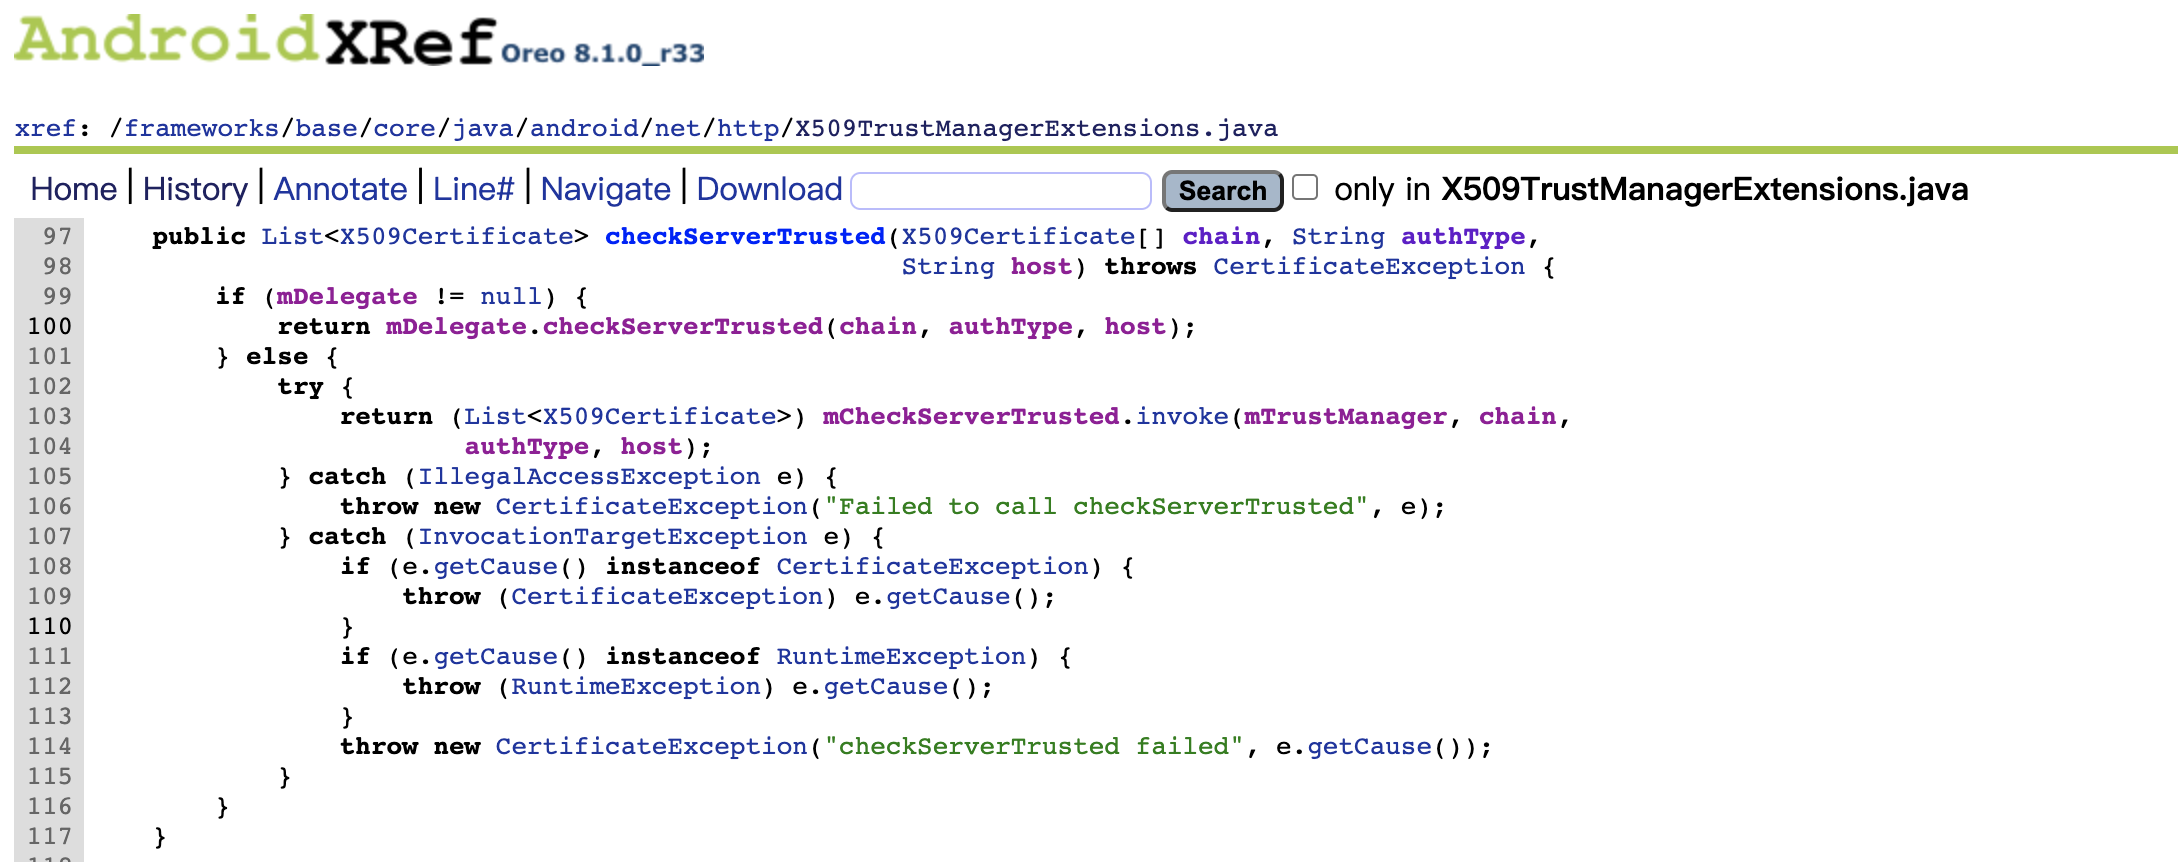 AndroidXRef Oreo 8.1.0_r33
xref: /frameworks/base/core/java/android/net/http/X509TrustManagerExtensions.java
Home | History | Annotate | Line# | Navigate | Download Search only in X509TrustManagerExtensions.java
97 public List<X509Certificate> checkServerTrusted(X509Certificate[] chain, String authType,
98 String host) throws CertificateException {
99 if (mDelegate != null) {
100 return mDelegate.checkServerTrusted(chain, authType, host);
101 } else {
102 try {
103 return (List<X509Certificate>) mCheckServerTrusted.invoke(mTrustManager, chain,
104 authType, host);
105 } catch (IllegalAccessException e) {
106 throw new CertificateException("Failed to call checkServerTrusted", e);
107 } catch (InvocationTargetException e) {
108 if (e.getCause() instanceof CertificateException) {
109 throw (CertificateException) e.getCause();
110 }
111 if (e.getCause() instanceof RuntimeException) {
112 throw (RuntimeException) e.getCause();
113 }
114 throw new CertificateException("checkServerTrusted failed", e.getCause());
115 }
116 }
117 }